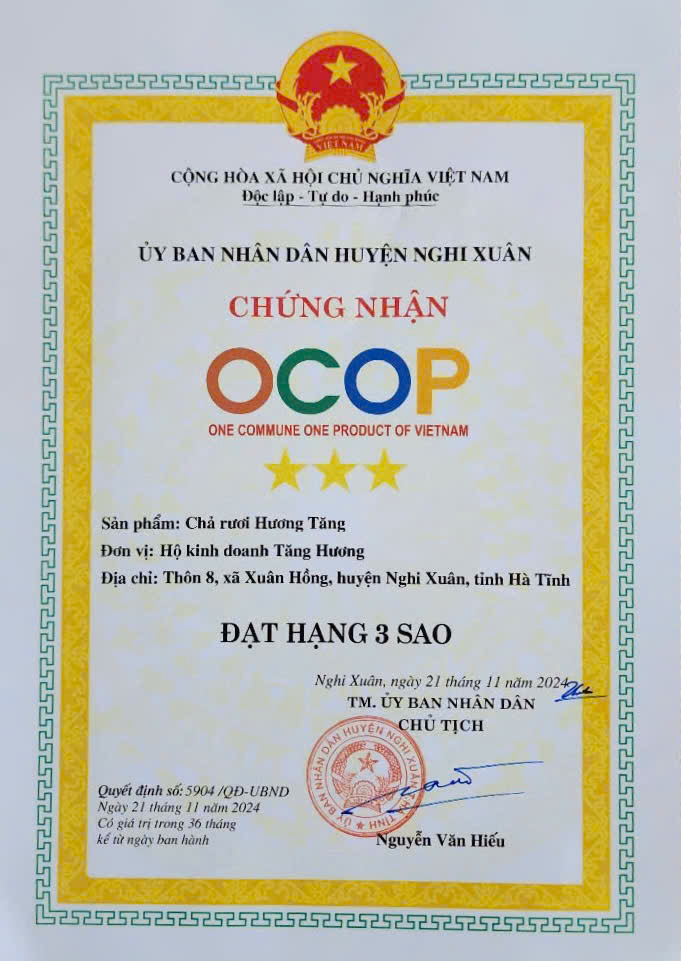 VIỆT NAM
CỘNG HÒA XÃ HỘI CHỦ NGHĨA VIỆT NAM
Độc lập - Tự do - Hạnh phúc
ỦY BAN NHÂN DÂN HUYỆN NGHI XUÂN
CHỨNG NHẬN
OCOP
ONE COMMUNE ONE PRODUCT OF VIETNAM
Sản phẩm: Chả rươi Hương Tăng
Đơn vị: Hộ kinh doanh Tăng Hương
Địa chỉ: Thôn 8, xã Xuân Hồng, huyện Nghi Xuân, tỉnh Hà Tĩnh
ĐẠT HẠNG 3 SAO
Nghi Xuân, ngày 21 tháng 11 năm 2024
TM. ỦY BAN NHÂN DÂN
CHỦ TỊCH
ỦY BAN NHÂN DÂN HUYỆN NGHI XUÂN T. HÀ TĨNH
Nguyễn Văn Hiếu
Quyết định số: 5904 /QĐ-UBND
Ngày 21 tháng 11 năm 2024
Có giá trị trong 36 tháng
kể từ ngày ban hành